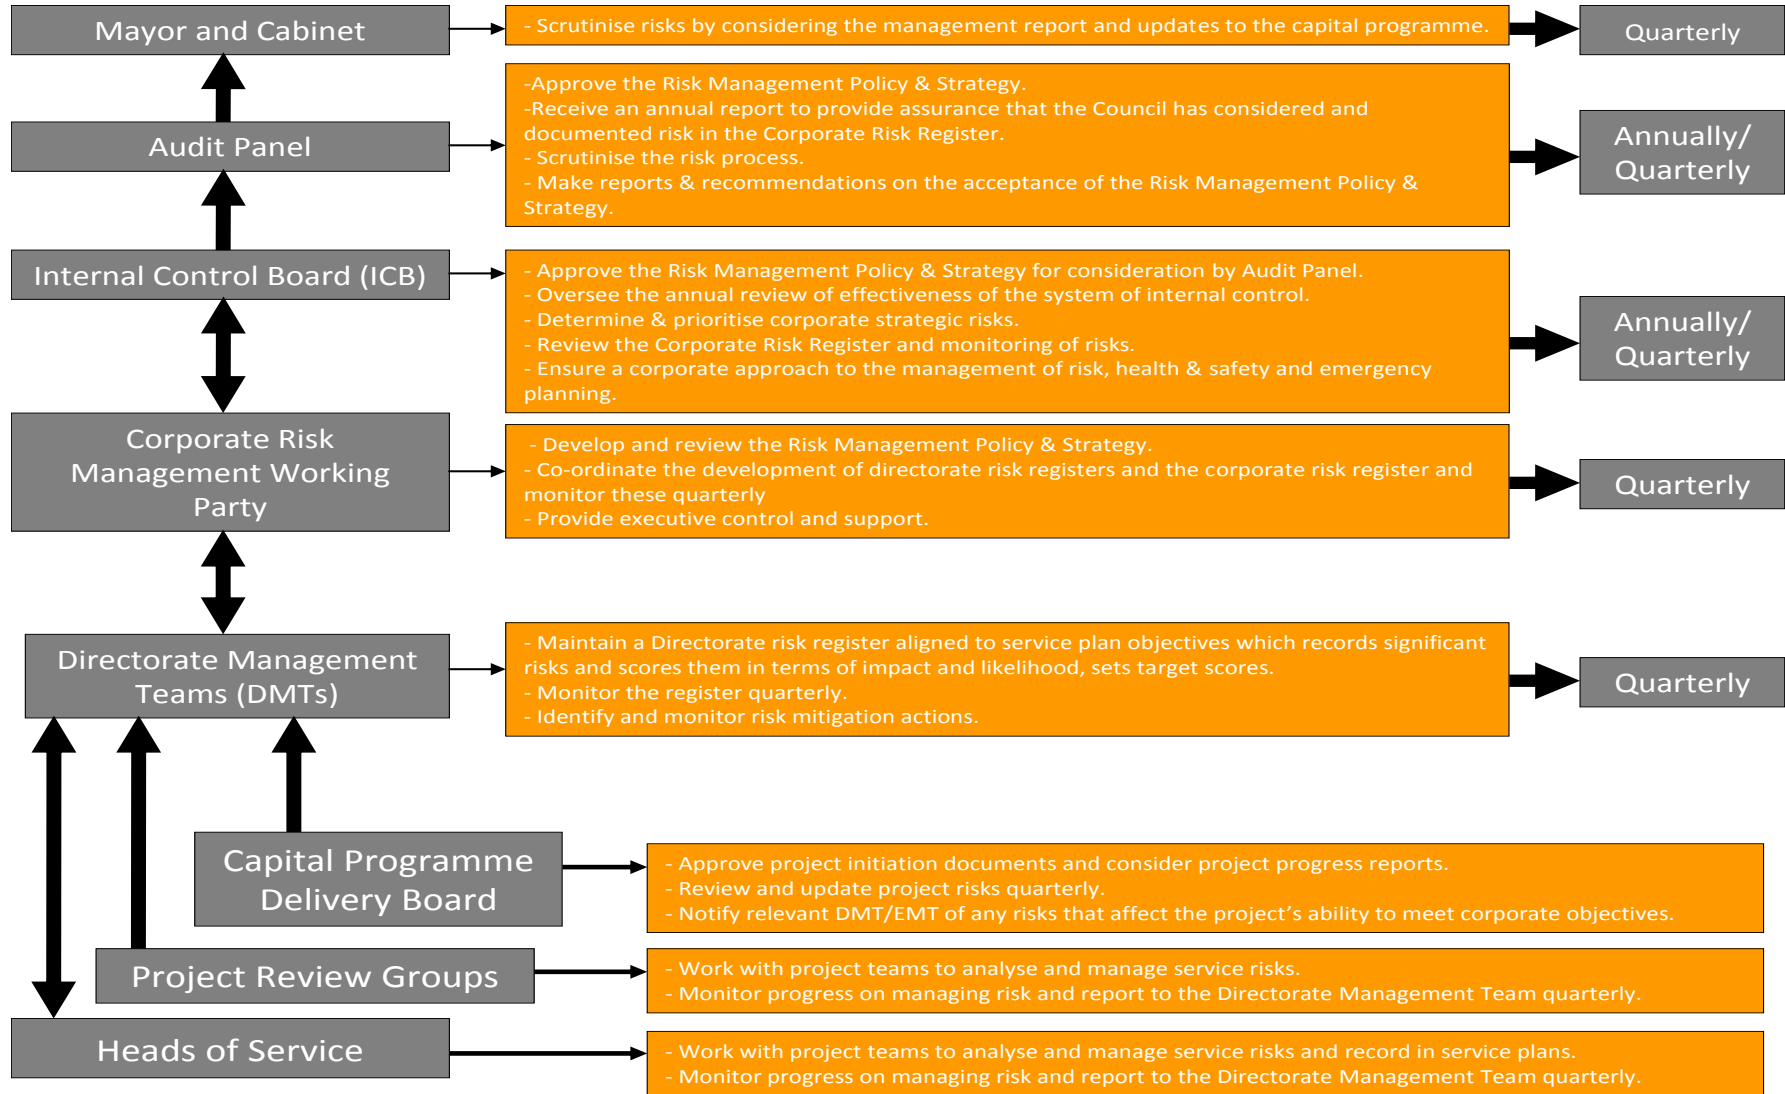 Mayor and Cabinet
- Scrutinise risks by considering the management report and updates to the capital programme.
Quarterly
Audit Panel
-Approve the Risk Management Policy & Strategy.
-Receive an annual report to provide assurance that the Council has considered and
documented risk in the Corporate Risk Register.
- Scrutinise the risk process.
- Make reports & recommendations on the acceptance of the Risk Management Policy &
Strategy.
Annually/
Quarterly
Internal Control Board (ICB)
- Approve the Risk Management Policy & Strategy for consideration by Audit Panel.
- Oversee the annual review of effectiveness of the system of internal control.
- Determine & prioritise corporate strategic risks.
- Review the Corporate Risk Register and monitoring of risks.
- Ensure a corporate approach to the management of risk, health & safety and emergency
planning.
Annually/
Quarterly
Corporate Risk
Management Working
Party
- Develop and review the Risk Management Policy & Strategy.
- Co-ordinate the development of directorate risk registers and the corporate risk register and
monitor these quarterly
- Provide executive control and support.
Quarterly
Directorate Management
Teams (DMTs)
- Maintain a Directorate risk register aligned to service plan objectives which records significant
risks and scores them in terms of impact and likelihood, sets target scores.
- Monitor the register quarterly.
- Identify and monitor risk mitigation actions.
Quarterly
Capital Programme
Delivery Board
- Approve project initiation documents and consider project progress reports.
- Review and update project risks quarterly.
- Notify relevant DMT/EMT of any risks that affect the project’s ability to meet corporate objectives.
Project Review Groups
- Work with project teams to analyse and manage service risks.
- Monitor progress on managing risk and report to the Directorate Management Team quarterly.
Heads of Service
- Work with project teams to analyse and manage service risks and record in service plans.
- Monitor progress on managing risk and report to the Directorate Management Team quarterly.